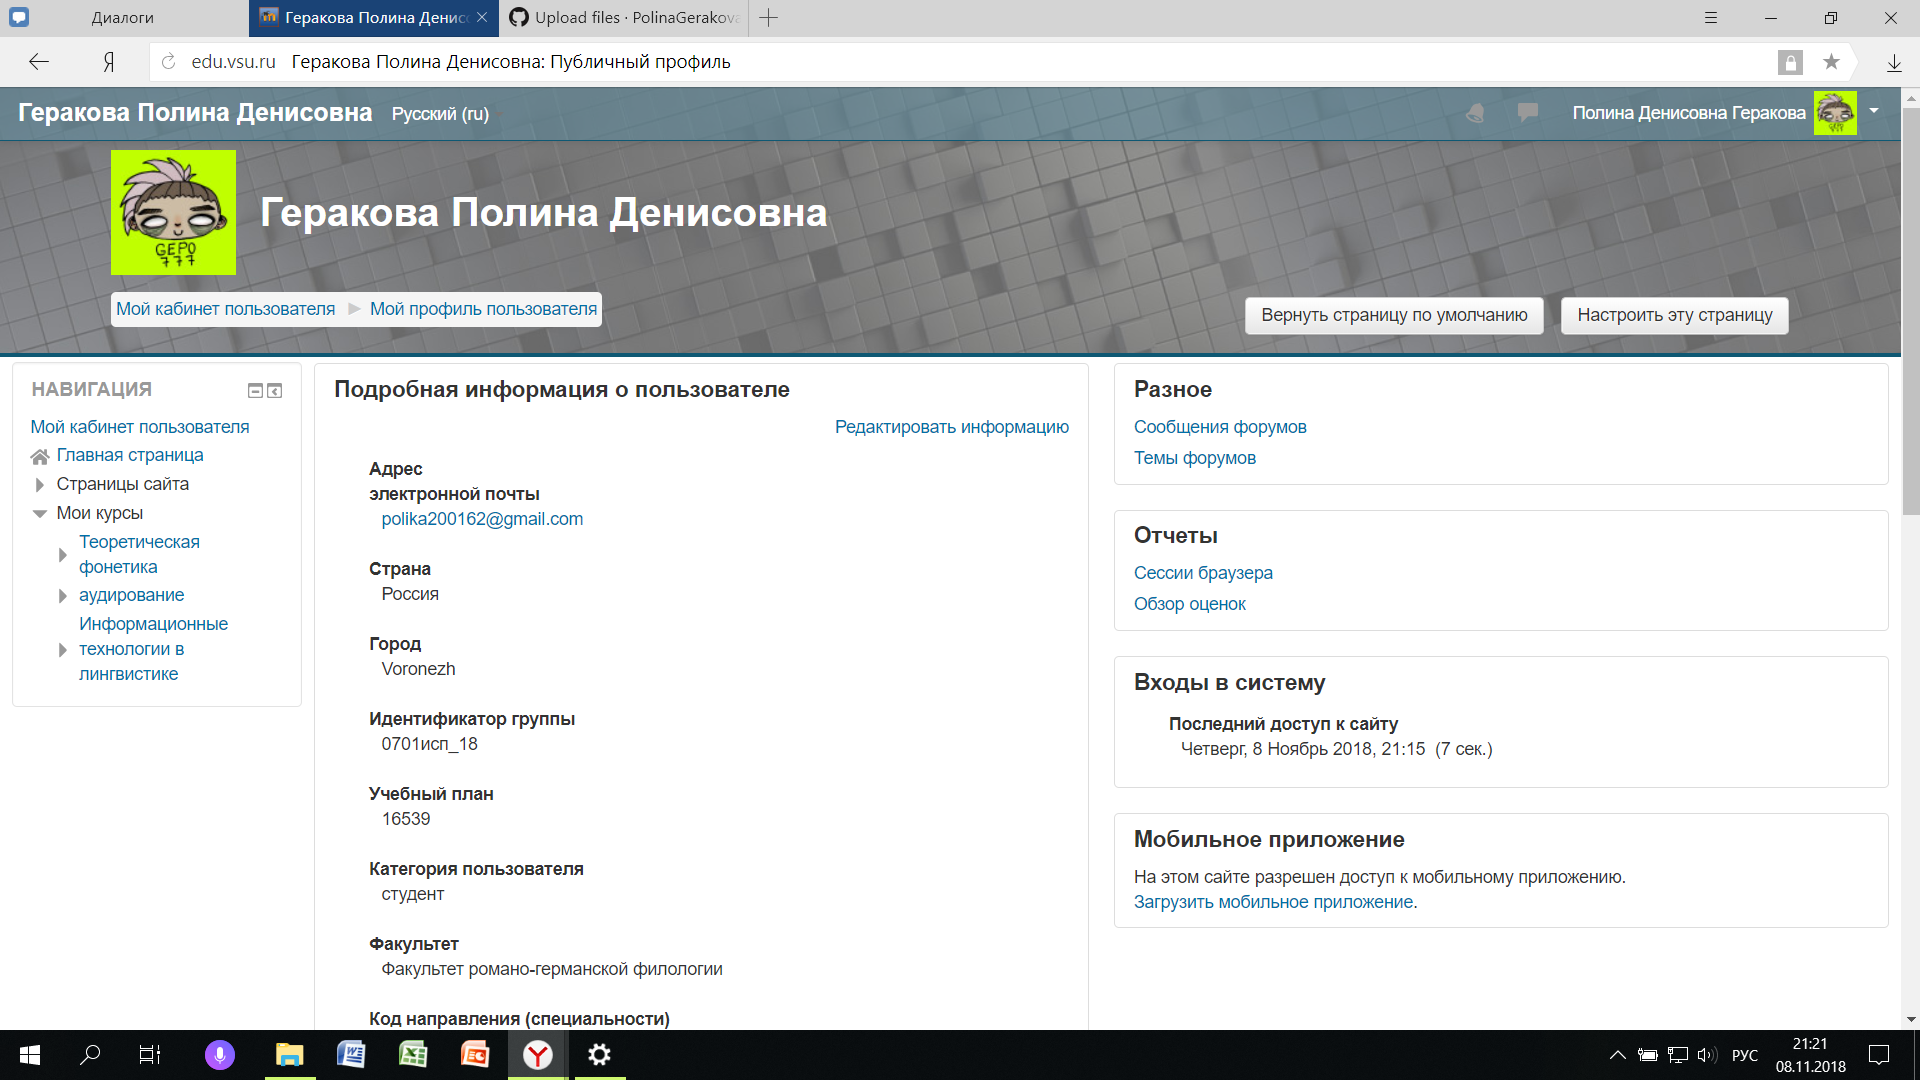 Диалоги
Геракова Полина Денис
Upload files · PolinaGerakova
edu.vsu.ru Геракова Полина Денисовна: Публичный профиль
Геракова Полина Денисовна Русский (ru)
Полина Денисовна Геракова
GEPO
777
Геракова Полина Денисовна
Мой кабинет пользователя Мой профиль пользователя
Вернуть страницу по умолчанию
Настроить эту страницу
НАВИГАЦИЯ
Мой кабинет пользователя
Главная страница
Страницы сайта
Мои курсы
Теоретическая
фонетика
аудирование
Информационные
технологии в
лингвистике
Подробная информация о пользователе
Редактировать информацию
Адрес
электронной почты
polika200162@gmail.com
Страна
Россия
Город
Voronezh
Идентификатор группы
0701исп_18
Учебный план
16539
Категория пользователя
студент
Факультет
Факультет романо-германской филологии
Код направления (специальности)
Разное
Сообщения форумов
Темы форумов
Отчеты
Сессии браузера
Обзор оценок
Входы в систему
Последний доступ к сайту
Четверг, 8 Ноябрь 2018, 21:15 (7 сек.)
Мобильное приложение
На этом сайте разрешен доступ к мобильному приложению.
Загрузить мобильное приложение.
РУС
21:21
08.11.2018